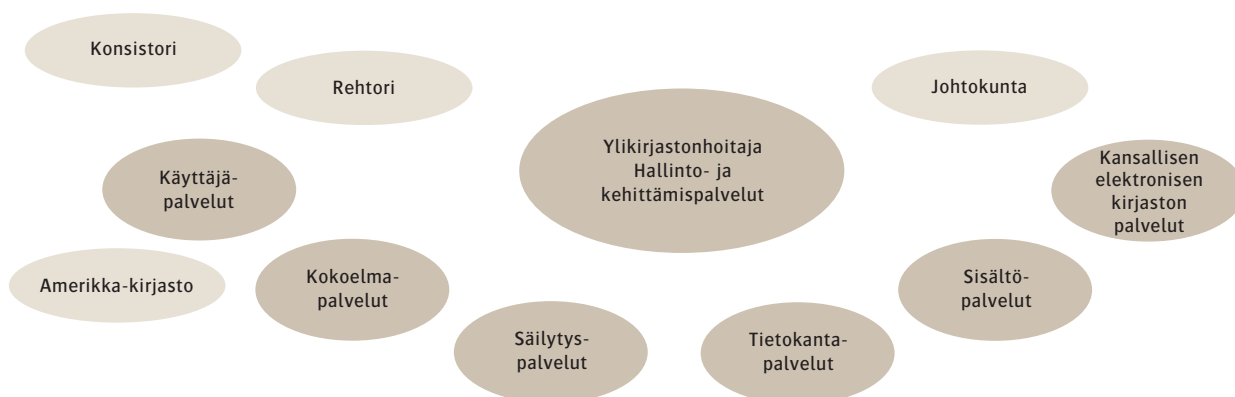 Konsistori
Rehtori
Johtokunta
Ylikirjastonhoitaja
Hallinto- ja
kehittämispalvelut
Kansallisen
elektronisen
kirjaston
palvelut
Käyttäjä-
palvelut
Amerikka-kirjasto
Kokoelma-
palvelut
Sisältö-
palvelut
Säilytys-
palvelut
Tietokanta-
palvelut